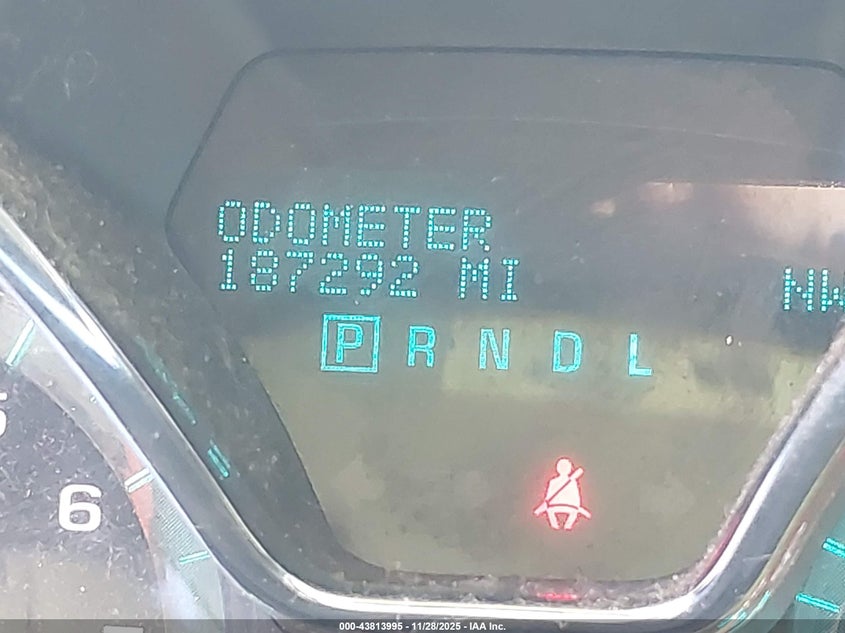 ODOMETER
187292 MI
NW
P R N D L
6
000-43813995 - 11/28/2025 - IAA Inc.